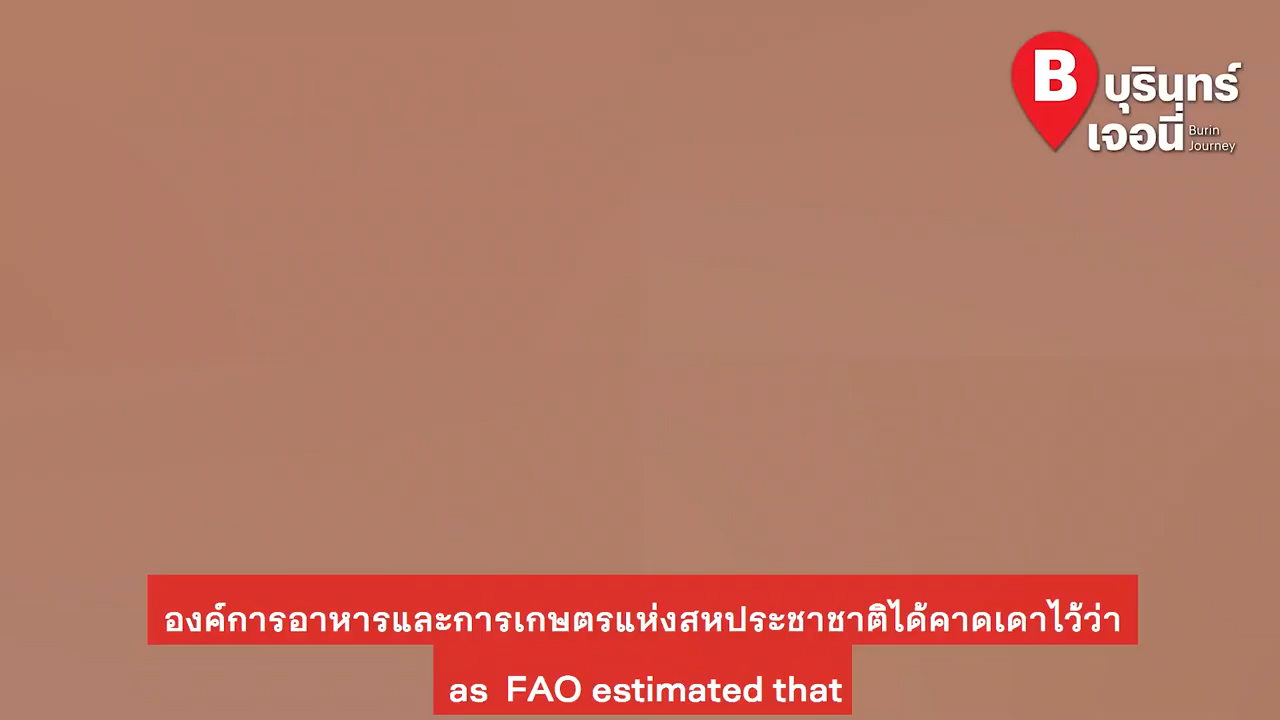 B
บุรินทร์
เจอนี่
Burin
Journey
องค์การอาหารและการเกษตรแห่งสหประชาชาติได้คาดเดาไว้ว่า
as FAO estimated that